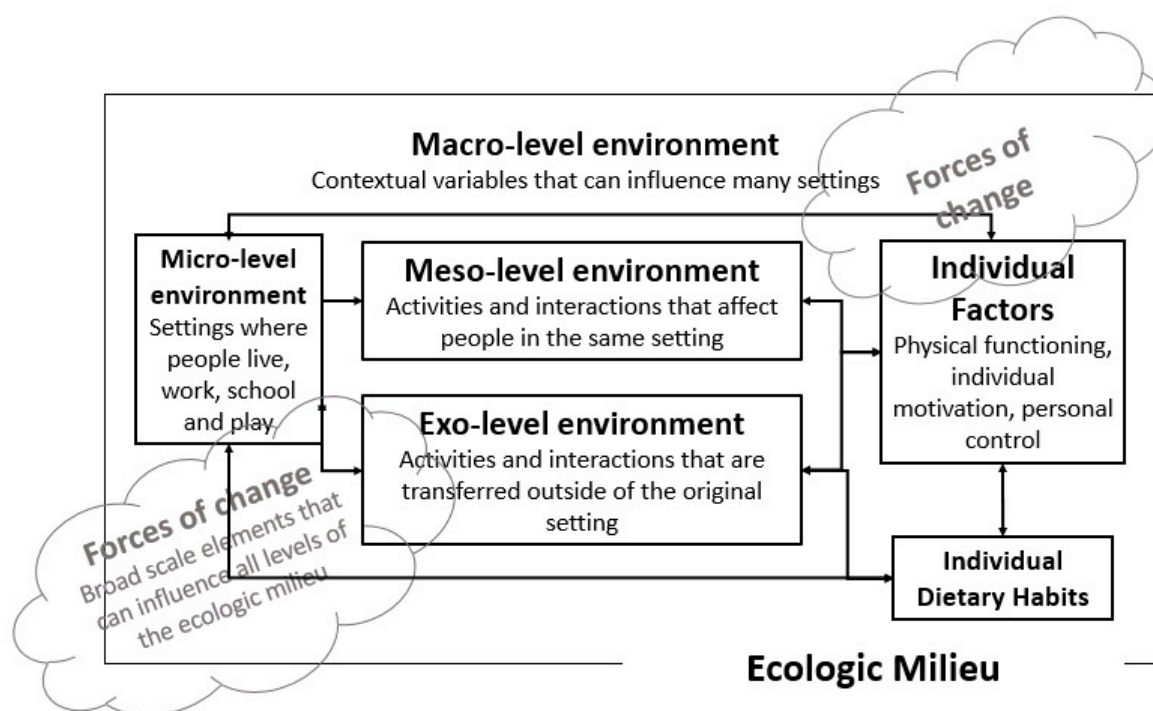 Macro-level environment
Contextual variables that can influence many settings
Forces of
change
Micro-level
environment
Settings where
people live,
work, school
and play
Meso-level environment
Activities and interactions that affect
people in the same setting
Individual
Factors
Physical functioning,
individual
motivation, personal
control
Exo-level environment
Activities and interactions that are
transferred outside of the original
setting
Forces of change
Broad scale elements that
can influence all levels of
the ecologic milieu
Individual
Dietary Habits
Ecologic Milieu